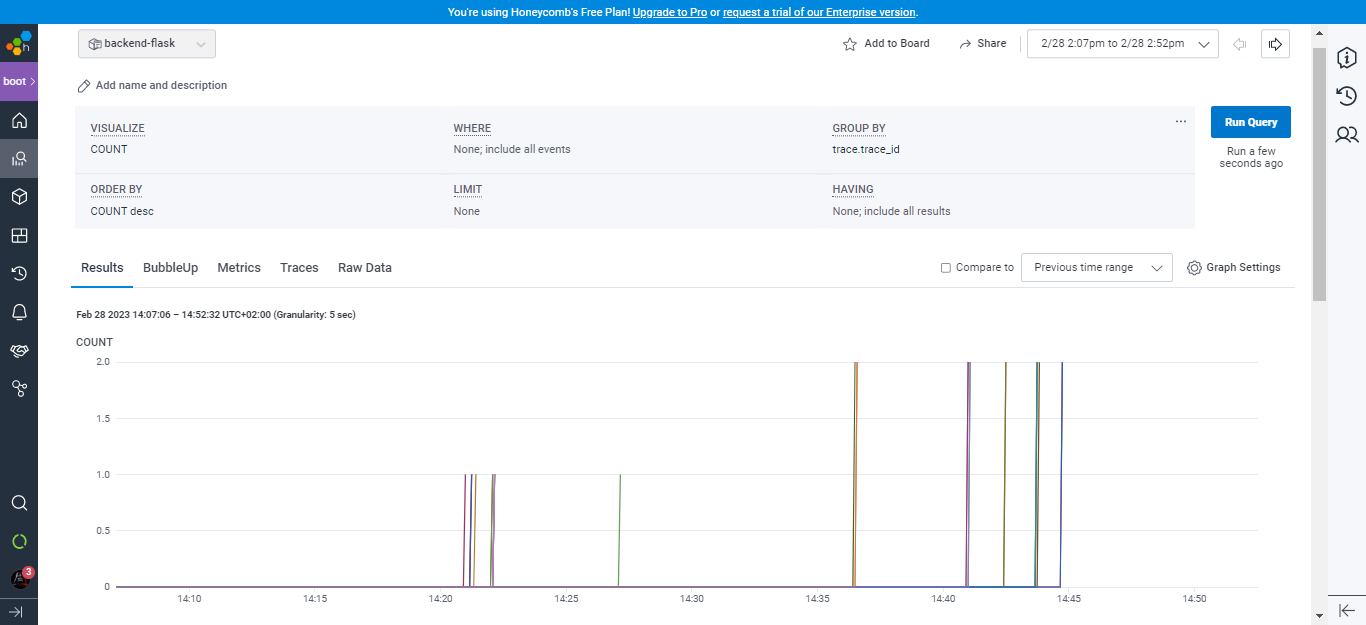 You're using Honeycomb's Free Plan! Upgrade to Pro or request a trial of our Enterprise version.
h
backend-flask
Add to Board
Share
2/28 2:07pm to 2/28 2:52pm
boot
Add name and description
VISUALIZE
COUNT
WHERE
None; include all events
GROUP BY
trace.trace_id
...
Run Query
Run a few
seconds ago
ORDER BY
COUNT desc
LIMIT
None
HAVING
None; include all results
Results
BubbleUp
Metrics
Traces
Raw Data
Compare to
Previous time range
Graph Settings
Feb 28 2023 14:07:06 – 14:52:32 UTC+02:00 (Granularity: 5 sec)
COUNT
2.0
1.5
1.0
0.5
0
14:10
14:15
14:20
14:25
14:30
14:35
14:40
14:45
14:50
3